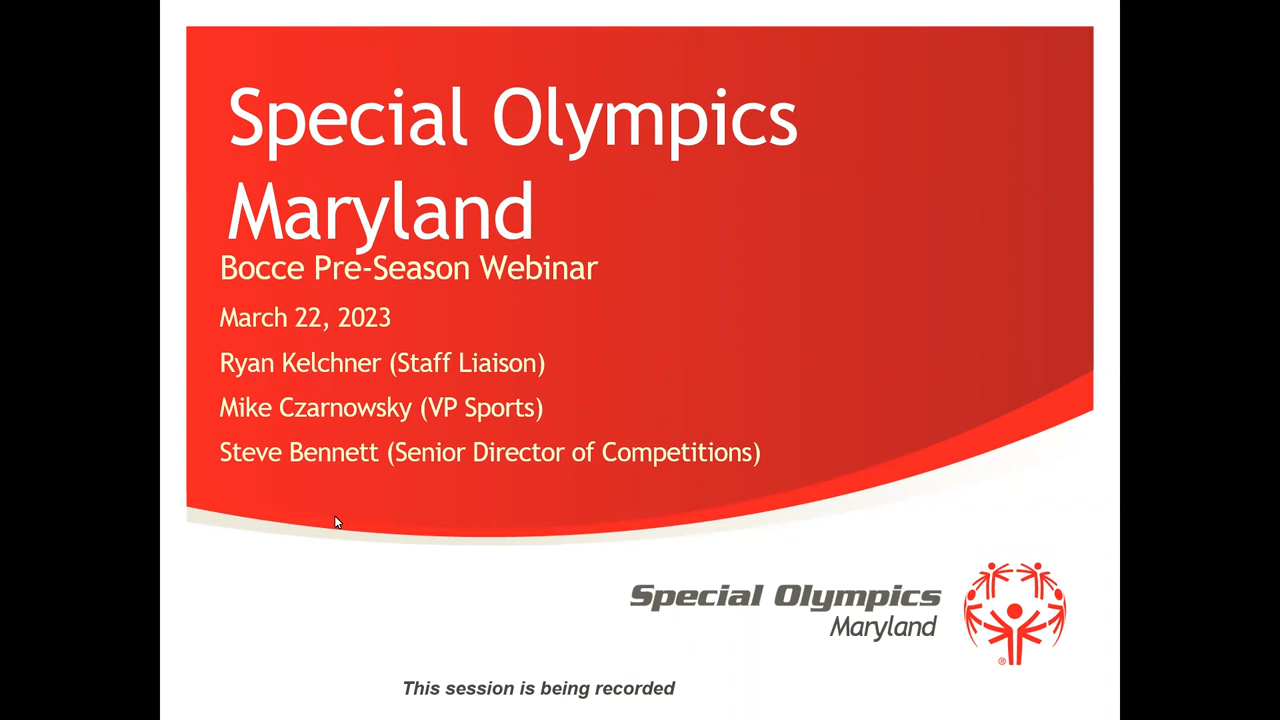 Special Olympics
Maryland
Bocce Pre-Season Webinar
March 22, 2023
Ryan Kelchner (Staff Liaison)
Mike Czarnowsky (VP Sports)
Steve Bennett (Senior Director of Competitions)
Special Olympics
Maryland
®
This session is being recorded